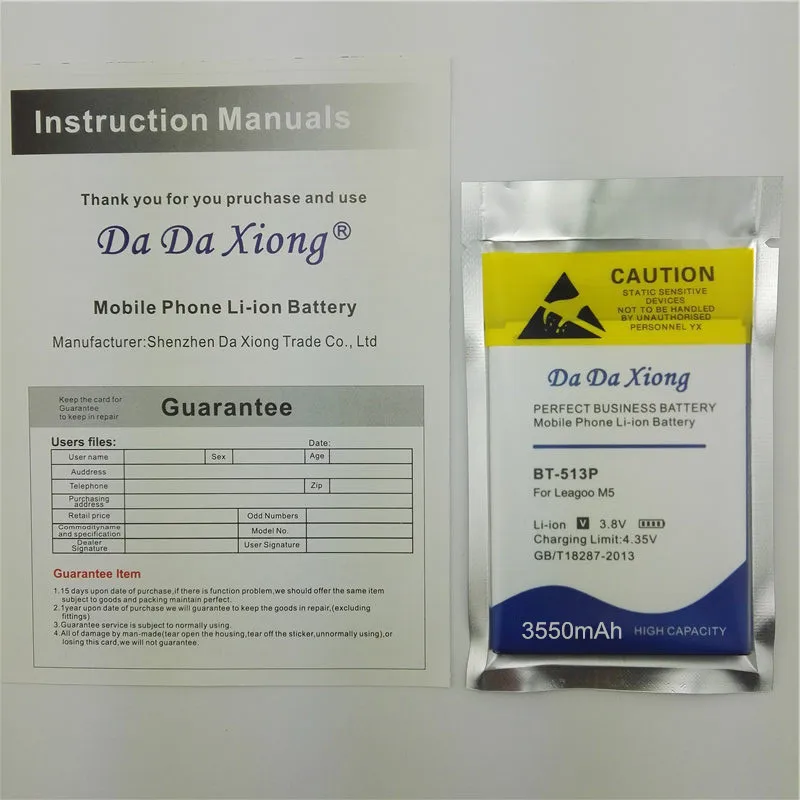 Instruction Manuals
Thank you for you pruchase and use
Da Da Xiong®
Mobile Phone Li-ion Battery
Manufacturer:Shenzhen Da Xiong Trade Co., Ltd
Keep the card for
Guarantee
to keep in repair
Guarantee
Users files:
Date:
User name
Sex
Age
Auddress
Telephone
Zip
Purchasing
address
Retail price
Odd Numbers
Commodityname
and specification
Model No.
Dealer
Signature
User Signature
Guarantee Item
1.15 days upon date of purchase,if there is function problem,we should offer the same item
subject to goods and packing maintain perfect.
2.1year upon date of purchase we will guarantee to keep the goods in repair,(excluding
fittings)
3.Guarantee service is subject to normally using.
4.All of damage by man-made(tear open the housing,tear off the sticker,unnormally using),or
losing this card,we will not guarantee.
CAUTION
STATIC SENSITIVE
DEVICES
NOT TO BE HANDLED
BY UNAUTHORISED
PERSONNEL YX
Da Da Xiong
PERFECT BUSINESS BATTERY
Mobile Phone Li-ion Battery
BT-513P
For Leagoo M5
Li-ion V 3.8V
Charging Limit:4.35V
GB/T18287-2013
3550mAh
HIGH CAPACITY